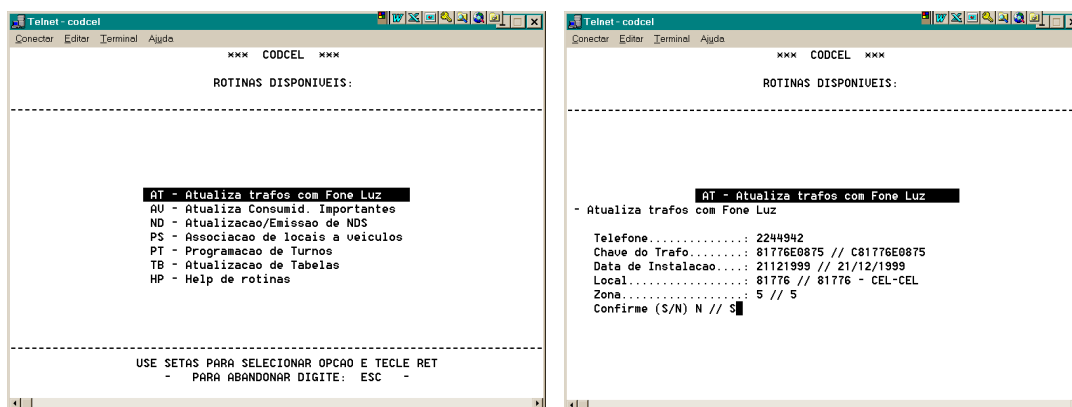 Telnet - codcel
Conectar Editar Terminal Ajuda
*** CODCEL ***
ROTINAS DISPONIVEIS:
AT - Atualiza trafos com Fone Luz
AV - Atualiza Consumid. Importantes
ND - Atualizacao/Emissao de NDS
PS - Associacao de locais a veiculos
PT - Programacao de Turnos
TB - Atualizacao de Tabelas
HP - Help de rotinas
USE SETAS PARA SELECIONAR OPCAO E TECLE RET
- PARA ABANDONAR DIGITE: ESC -
Telnet - codcel
Conectar Editar Terminal Ajuda
*** CODCEL ***
ROTINAS DISPONIVEIS:
AT - Atualiza trafos com Fone Luz
- Atualiza trafos com Fone Luz
Telefone..............: 2244942
Chave do Trafo........: 81776E0875 // C81776E0875
Data de Instalacao....: 21121999 // 21/12/1999
Local.................: 81776 // 81776 - CEL-CEL
Zona..................: 5 // 5
Confirme (S/N) N // S